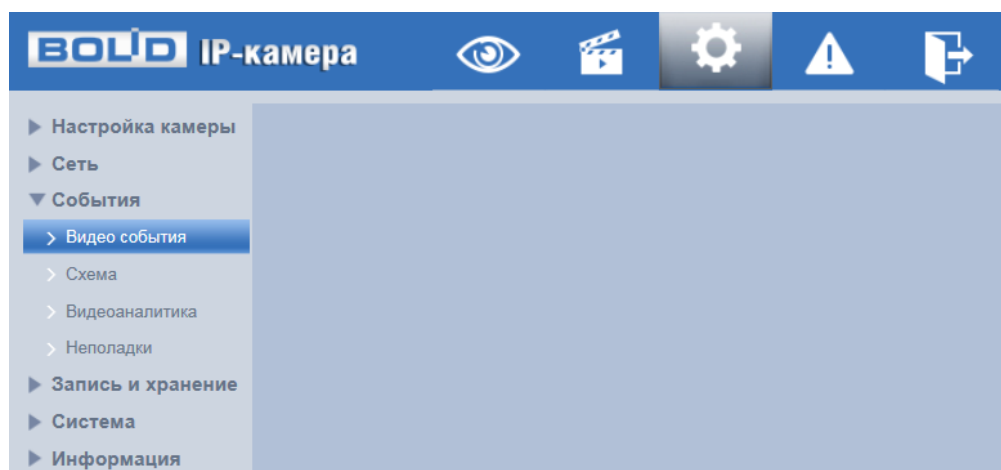 BOLID IP-камера
Настройка камеры
Сеть
События
Видео события
Схема
Видеоаналитика
Неполадки
Запись и хранение
Система
Информация